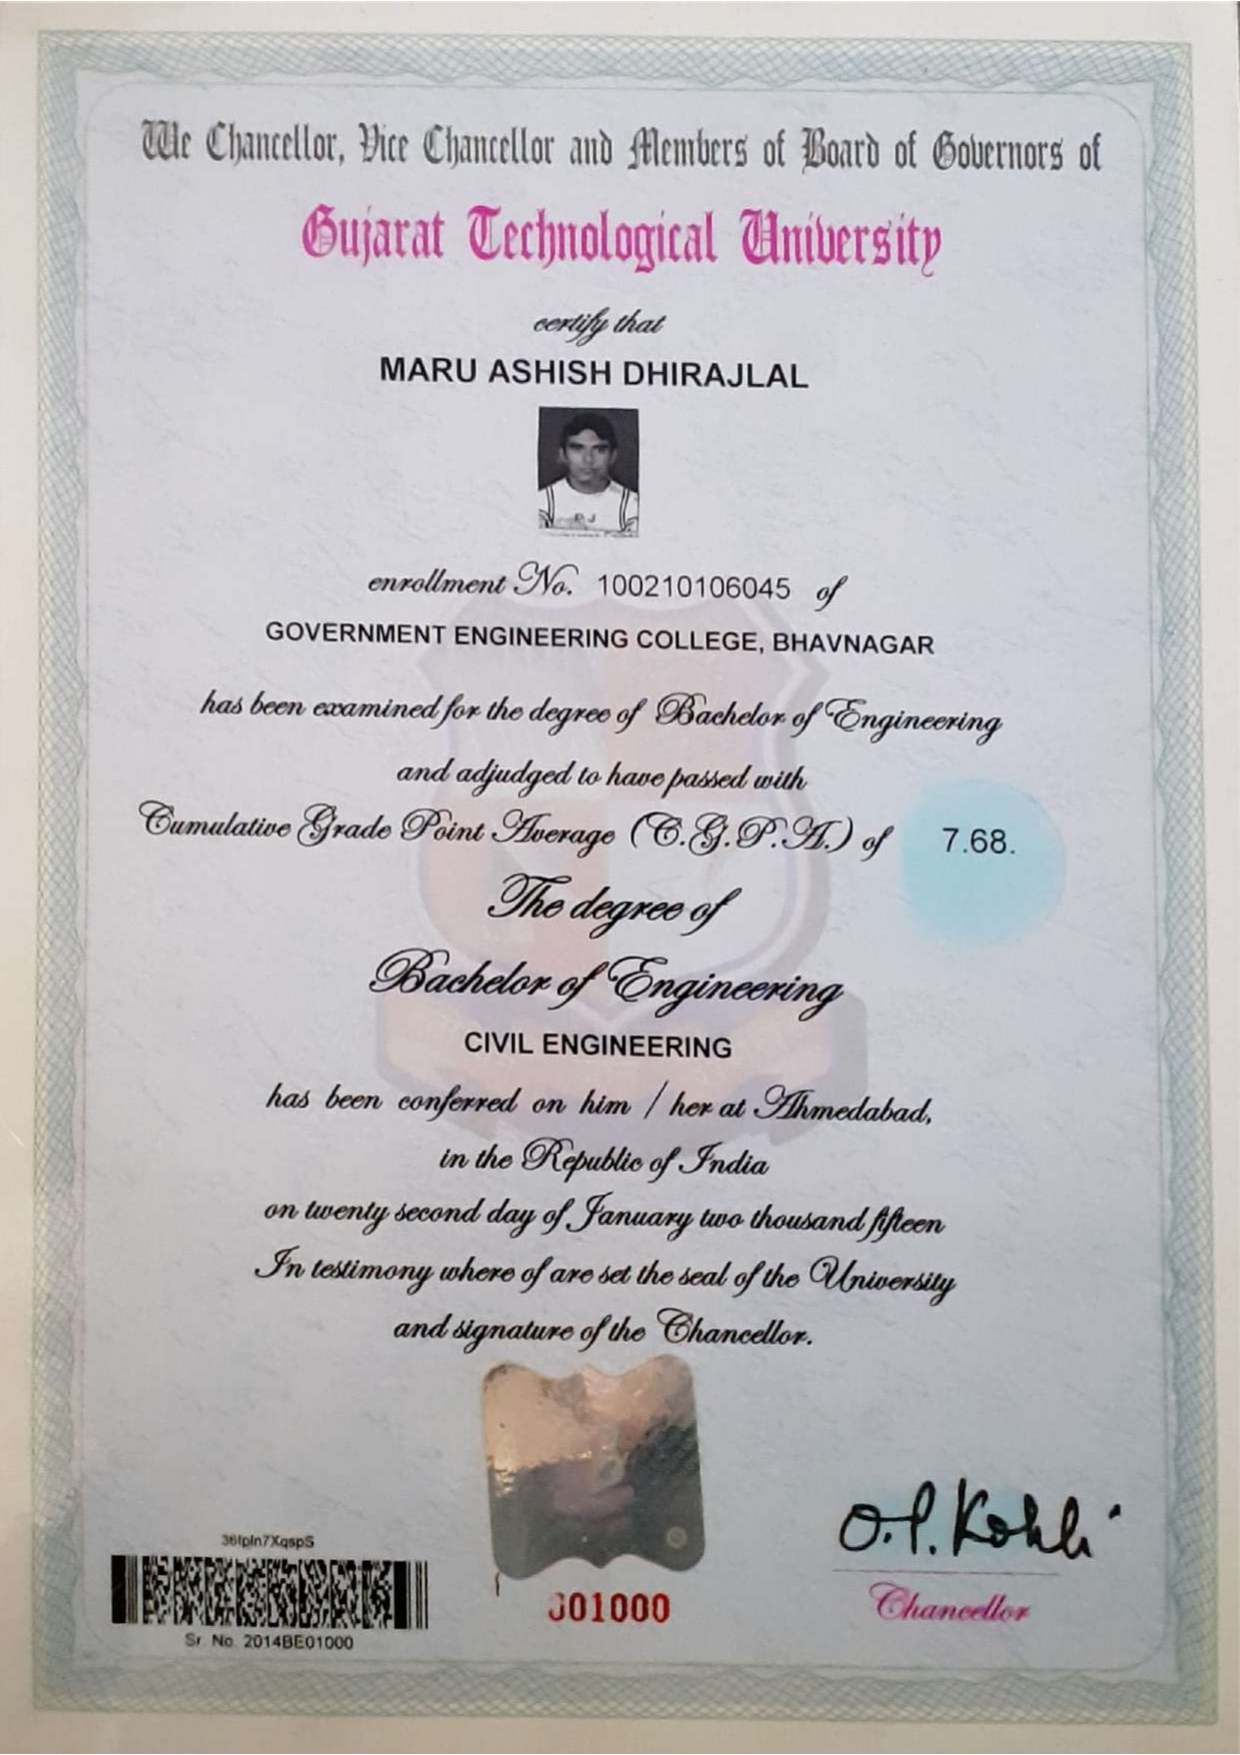 We Chancellor, Vice Chancellor and Members of Board of Governors of
Gujarat Technological University
certify that
MARU ASHISH DHIRAJLAL
PJ
enrollment No. 100210106045 of
GOVERNMENT ENGINEERING COLLEGE, BHAVNAGAR
has been examined for the degree of Bachelor of Engineering
and adjudged to have passed with
Cumulative Grade Point Average (C.G.P.A.) of 7.68.
The degree of
Bachelor of Engineering
CIVIL ENGINEERING
has been conferred on him / her at Ahmedabad,
in the Republic of India
on twenty second day of January two thousand fifteen
In testimony where of are set the seal of the University
and signature of the Chancellor.
O.P. Kohli
Chancellor
001000
Sr. No. 2014BE01000